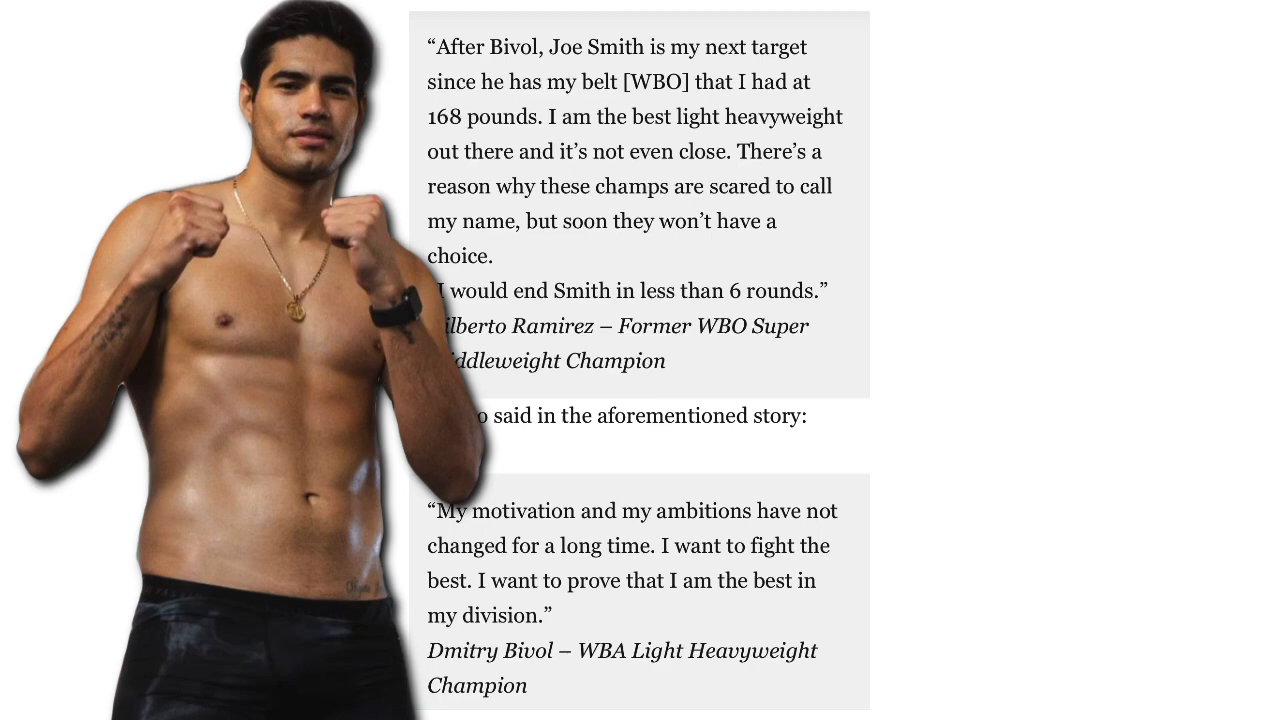 “After Bivol, Joe Smith is my next target
since he has my belt [WBO] that I had at
168 pounds. I am the best light heavyweight
out there and it’s not even close. There’s a
reason why these champs are scared to call
my name, but soon they won’t have a
choice.
I would end Smith in less than 6 rounds.”
ilberto Ramirez – Former WBO Super
ddleweight Champion
o said in the aforementioned story:
“My motivation and my ambitions have not
changed for a long time. I want to fight the
best. I want to prove that I am the best in
my division.”
Dmitry Bivol – WBA Light Heavyweight
Champion